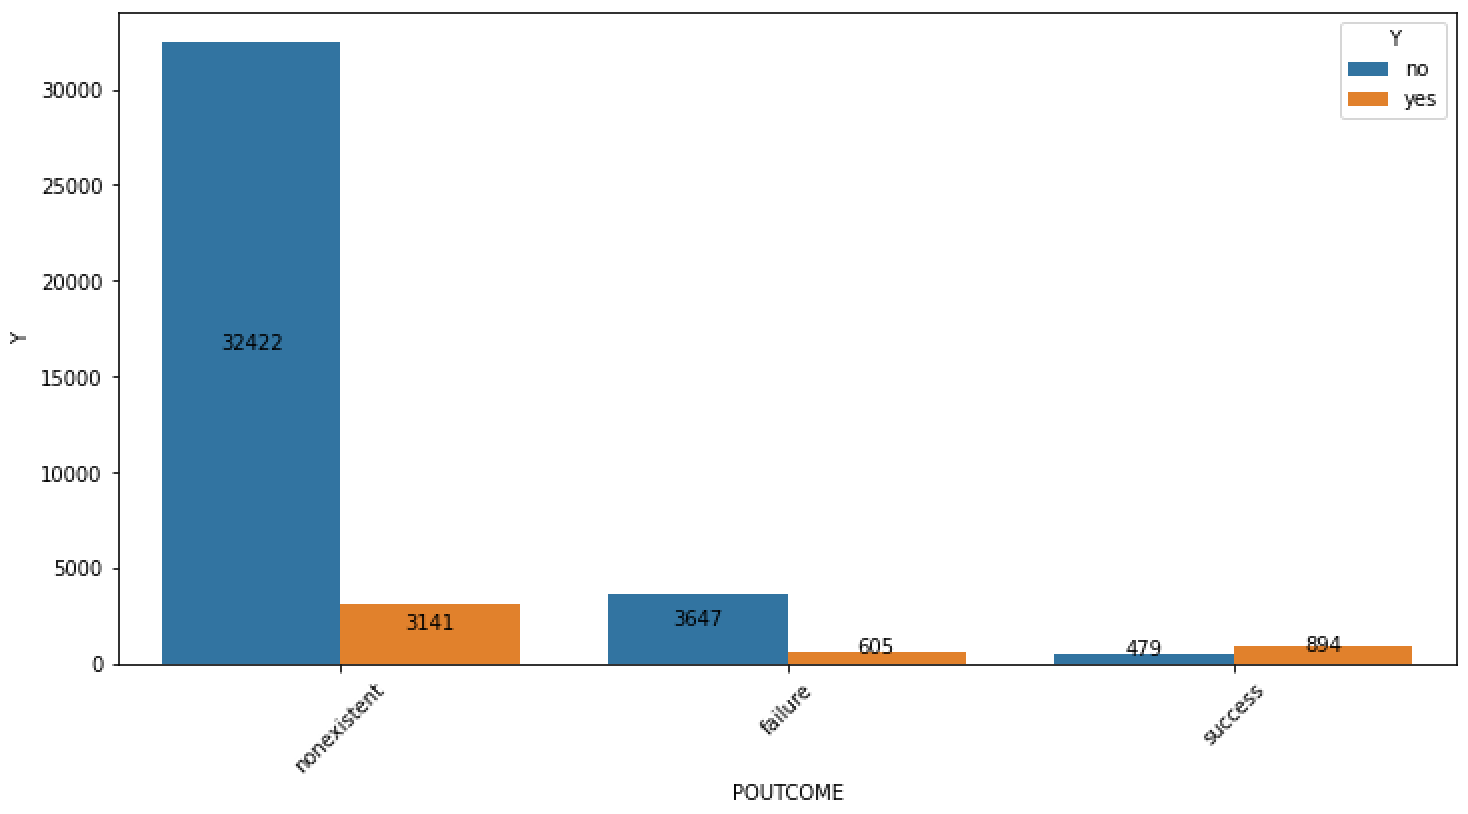 Y
no
yes
30000
25000
20000
15000
10000
5000
0
Y
32422
3141
3647
605
479
894
nonexistent
failure
success
POUTCOME